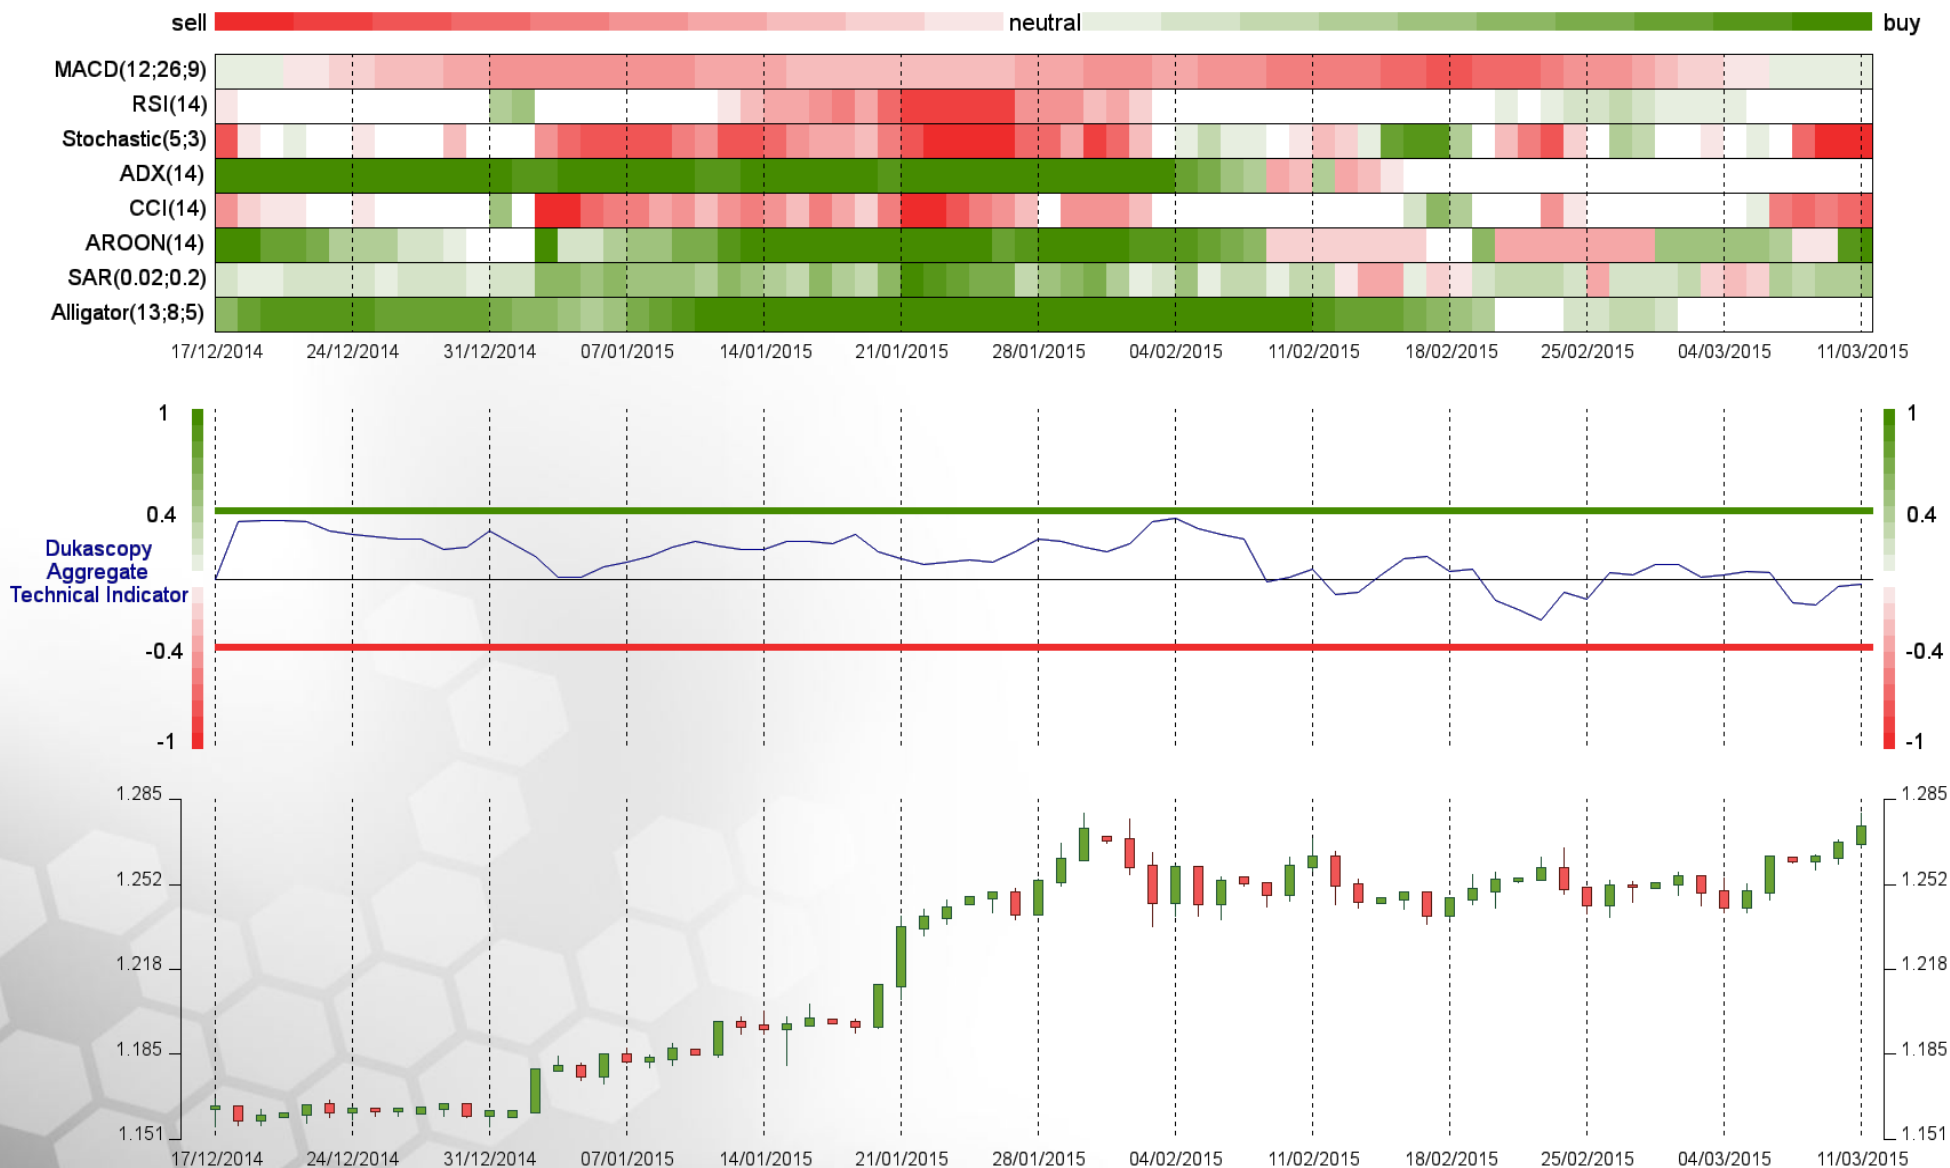 sell neutral buy
MACD(12;26;9)
RSI(14)
Stochastic(5;3)
ADX(14)
CCI(14)
AROON(14)
SAR(0.02;0.2)
Alligator(13;8;5)
17/12/2014 24/12/2014 31/12/2014 07/01/2015 14/01/2015 21/01/2015 28/01/2015 04/02/2015 11/02/2015 18/02/2015 25/02/2015 04/03/2015 11/03/2015
1 1
0.4 0.4
Dukascopy
Aggregate
Technical Indicator
-0.4 -0.4
-1 -1
1.285 1.285
1.252 1.252
1.218 1.218
1.185 1.185
1.151 1.151
17/12/2014 24/12/2014 31/12/2014 07/01/2015 14/01/2015 21/01/2015 28/01/2015 04/02/2015 11/02/2015 18/02/2015 25/02/2015 04/03/2015 11/03/2015